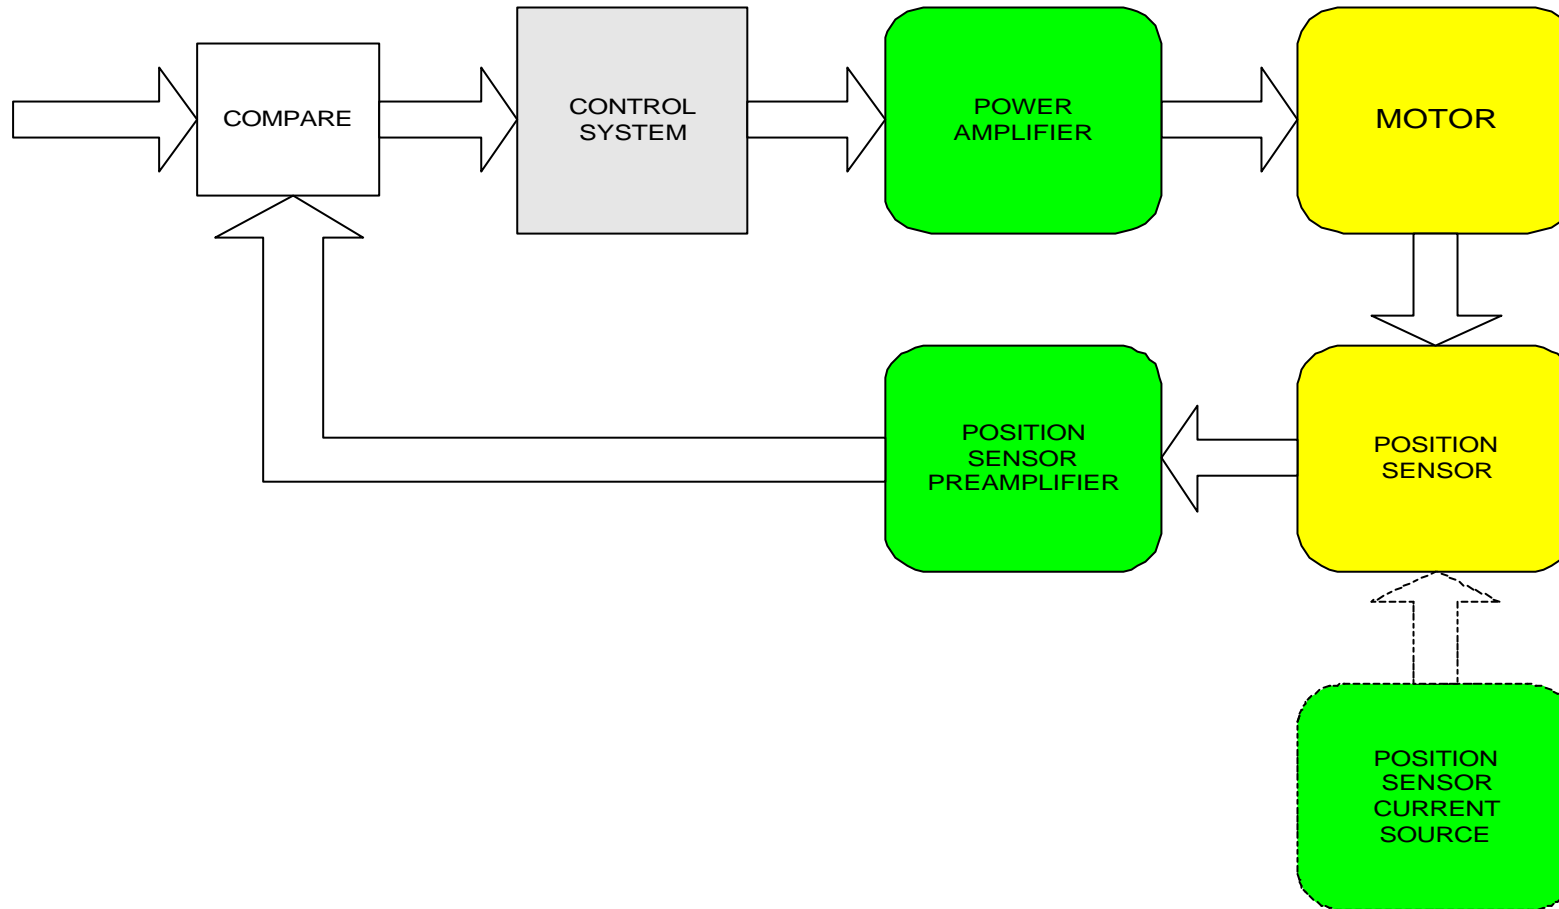 COMPARE
CONTROL
SYSTEM
POWER
AMPLIFIER
MOTOR
POSITION
SENSOR
PREAMPLIFIER
POSITION
SENSOR
POSITION
SENSOR
CURRENT
SOURCE